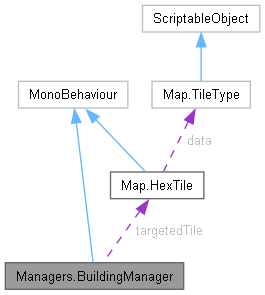 ScriptableObject
MonoBehaviour
Map.TileType
data
Map.HexTile
targetedTile
Managers.BuildingManager